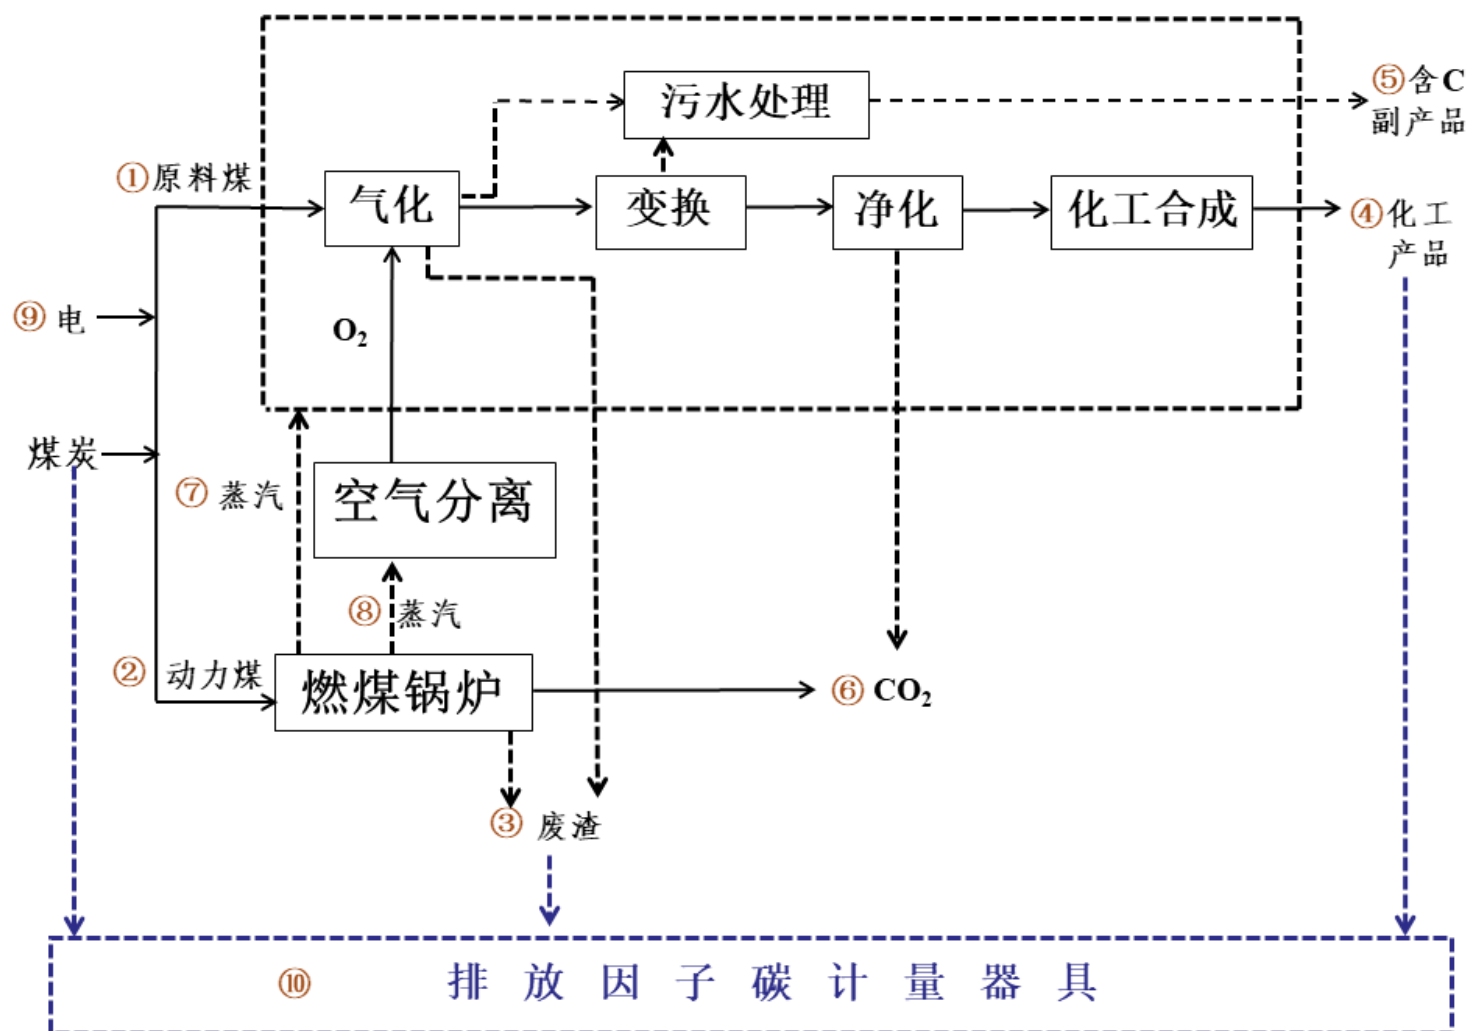 污水处理
⑤含C
副产品
①原料煤
气化
变换
净化
化工合成
④化工
产品
⑨ 电
O₂
煤炭
⑦ 蒸汽
空气分离
⑧ 蒸汽
② 动力煤
燃煤锅炉
⑥ CO₂
③ 废渣
⑩ 排放因子碳计量器具